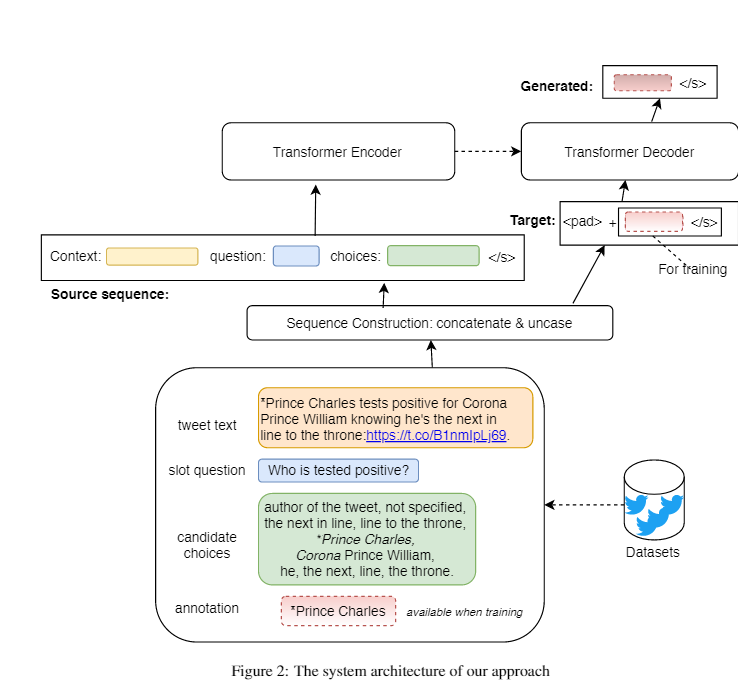 Generated: </s>
Transformer Encoder
Transformer Decoder
Target: <pad> + </s>
For training
Context: question: choices: </s>
Source sequence:
Sequence Construction: concatenate & uncase
tweet text
*Prince Charles tests positive for Corona
Prince William knowing he's the next in
line to the throne:https://t.co/B1nmIpLj69.
slot question
Who is tested positive?
candidate
choices
author of the tweet, not specified,
the next in line, line to the throne,
*Prince Charles,
Corona Prince William,
he, the next, line, the throne.
annotation
*Prince Charles
available when training
Datasets
Figure 2: The system architecture of our approach